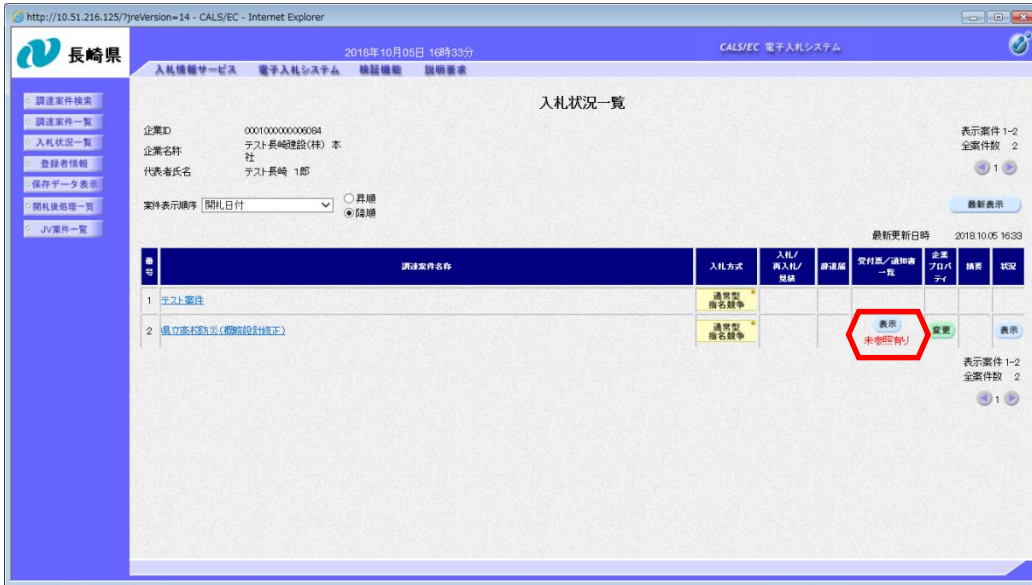 http://10.51.216.125/?jreVersion=14 - CALS/EC - Internet Explorer
長崎県
2018年10月05日 16時33分
CALS/EC 電子入札システム
入札情報サービス 電子入札システム 検証機能 説明要求
調達案件検索
調達案件一覧
入札状況一覧
登録者情報
保存データ表示
開札後処理一覧
JV案件一覧
入札状況一覧
企業ID 0001000000006084
企業名称 テスト長崎建設(株) 本
社
代表者氏名 テスト長崎 1郎
表示案件 1-2
全案件数 2
1
案件表示順序 開札日付
昇順
降順
最新表示
最新更新日時 2018.10.05 16:33
番号 調達案件名称 入札方式 入札/再入札/見積 辞退届 受付票/通知書一覧 企業プロパティ 摘要 状況
1 テスト案件 通常型指名競争
2 県立高校防災(概略設計修正) 通常型指名競争 表示 未参照有り 変更 表示
表示案件 1-2
全案件数 2
1